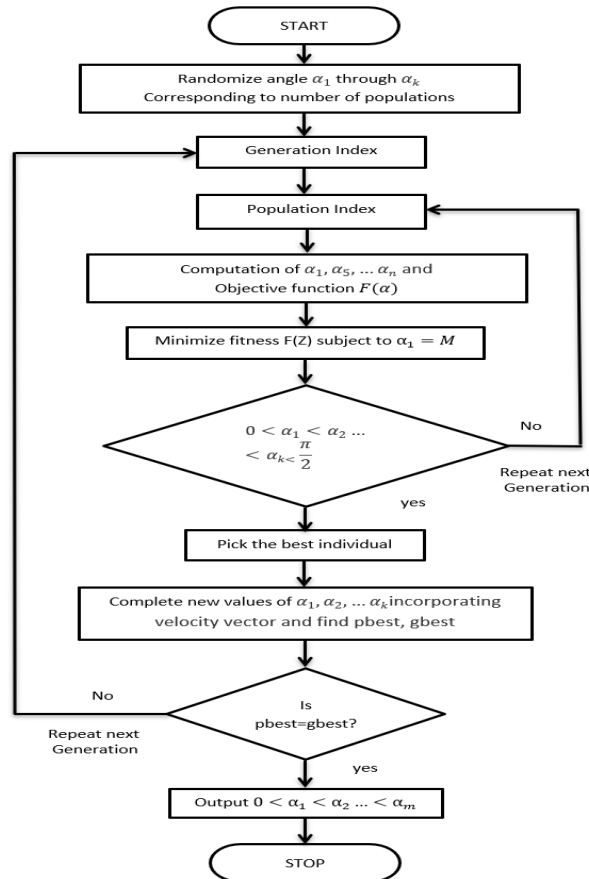 START
Randomize angle α₁ through αₖ
Corresponding to number of populations
Generation Index
Population Index
Computation of α₁, α₅, … αₙ and
Objective function F(α)
Minimize fitness F(Z) subject to α₁ = M
0 < α₁ < α₂ …
< αₖ< π/2
No
Repeat next
Generation
yes
Pick the best individual
Complete new values of α₁, α₂, … αₖincorporating
velocity vector and find pbest, gbest
Is
pbest=gbest?
No
Repeat next
Generation
yes
Output 0 < α₁ < α₂ … < αₘ
STOP